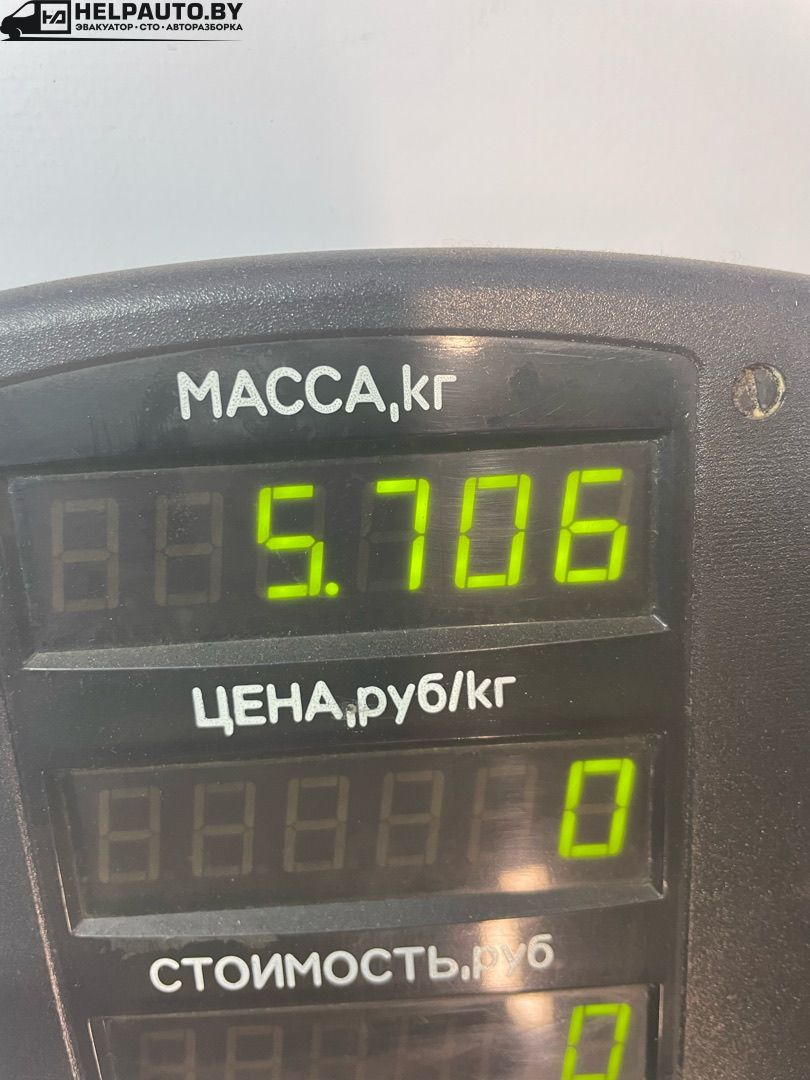 HELPAUTO.BY
ЭВАКУАТОР • СТО • АВТОРАЗБОРКА
МАССА,кг
5.706
ЦЕНА,руб/кг
0
СТОИМОСТЬ,руб
0